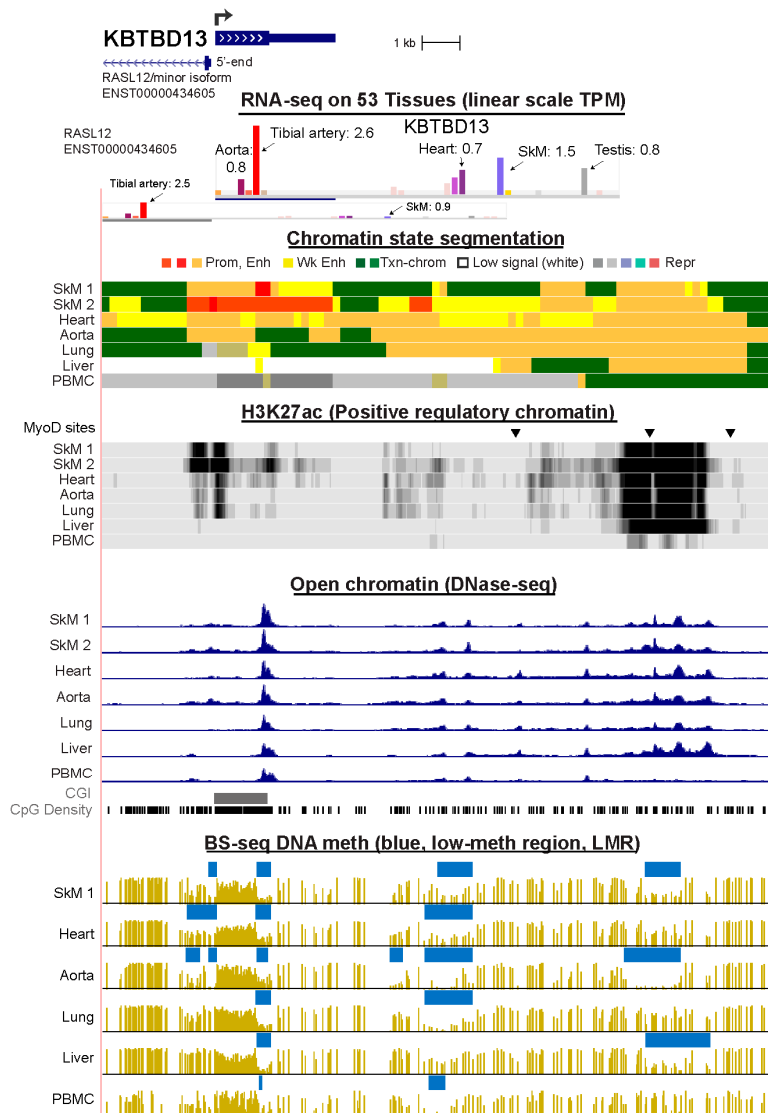 KBTBD13
1 kb
5'-end
RASL12/minor isoform
ENST00000434605
RNA-seq on 53 Tissues (linear scale TPM)
KBTBD13
RASL12
ENST00000434605
Tibial artery: 2.6
Aorta: 0.8
Heart: 0.7
SkM: 1.5
Testis: 0.8
Tibial artery: 2.5
SkM: 0.9
Chromatin state segmentation
Prom, Enh Wk Enh Txn-chrom Low signal (white) Repr
SkM 1
SkM 2
Heart
Aorta
Lung
Liver
PBMC
H3K27ac (Positive regulatory chromatin)
MyoD sites
SkM 1
SkM 2
Heart
Aorta
Lung
Liver
PBMC
Open chromatin (DNase-seq)
SkM 1
SkM 2
Heart
Aorta
Lung
Liver
PBMC
CGI
CpG Density
BS-seq DNA meth (blue, low-meth region, LMR)
SkM 1
Heart
Aorta
Lung
Liver
PBMC